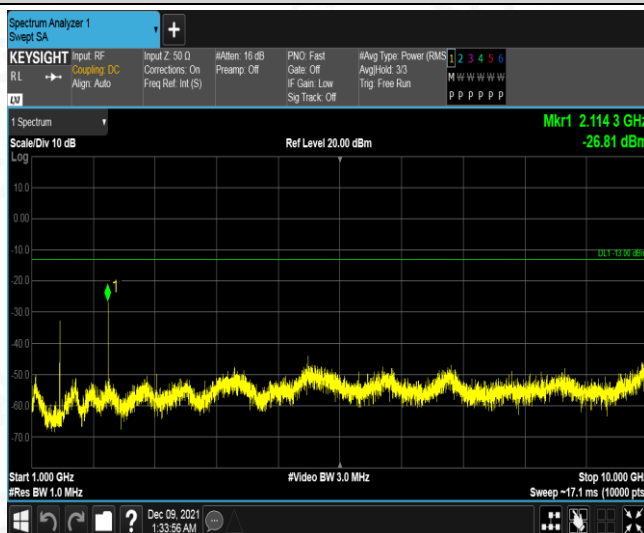 Spectrum Analyzer 1
Swept SA
+
KEYSIGHT
RL
LXI
Input: RF
Coupling: DC
Align: Auto
Input Z: 50 Ω
Corrections: On
Freq Ref: Int (S)
#Atten: 16 dB
Preamp: Off
PNO: Fast
Gate: Off
IF Gain: Low
Sig Track: Off
#Avg Type: Power (RMS
Avg|Hold: 3/3
Trig: Free Run
1 2 3 4 5 6
M W W W W W
P P P P P P
1 Spectrum
Mkr1 2.114 3 GHz
-26.81 dBm
Scale/Div 10 dB
Ref Level 20.00 dBm
Log
10.0
0.00
-10.0
DL1 -13.00 dBm
-20.0
1
-30.0
-40.0
-50.0
-60.0
-70.0
Start 1.000 GHz
#Video BW 3.0 MHz
Stop 10.000 GHz
#Res BW 1.0 MHz
Sweep ~17.1 ms (10000 pts
?
Dec 09, 2021
1:33:56 AM